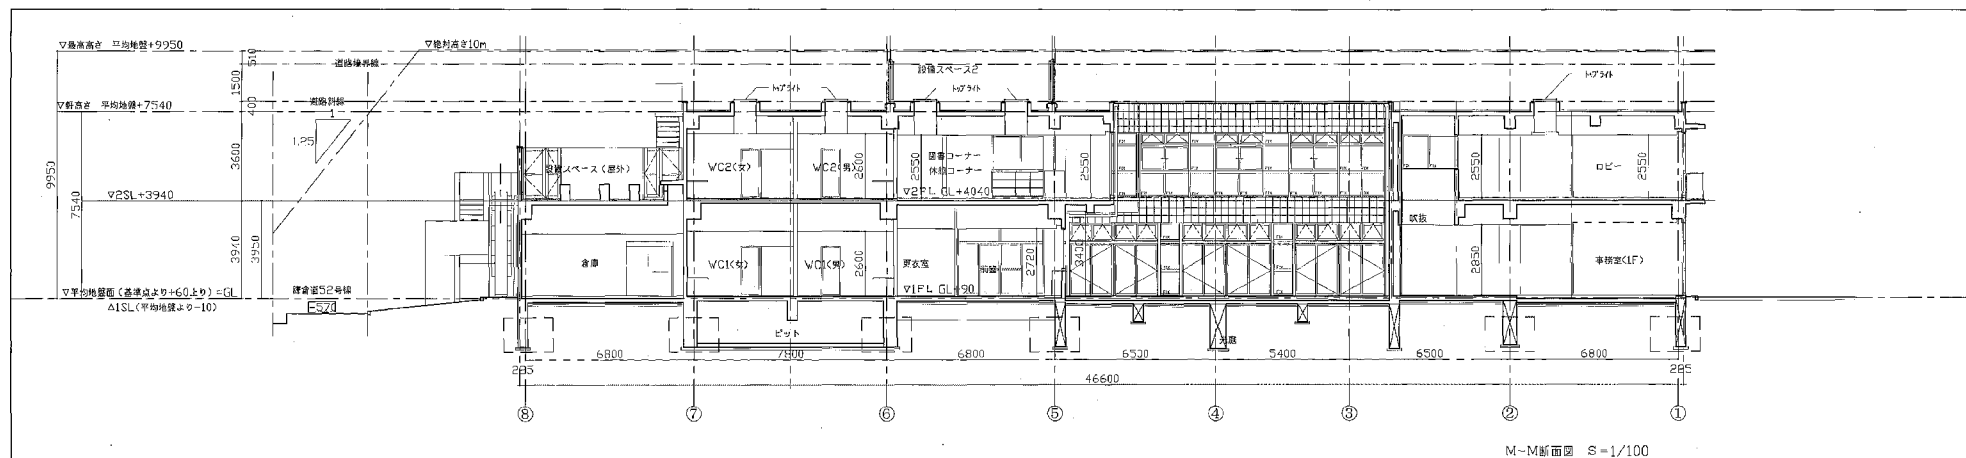 ▽最高高さ 平均地盤+9950
▽絶対高さ10m
道路境界線
510
設備スペース2
トップライト
1500
トップライト
トップライト
道路斜線
▽軒高さ 平均地盤+7540
400
1
1.25
3600
9950
7540
設備スペース(屋外)
WC2(女)
WC2(男)
2600
2550
図書コーナー
休憩コーナー
2550
2550
ロビー
2550
▽2SL+3940
▽2FL GL+4040
吹抜
3940
3950
倉庫
WC1(女)
WC1(男)
2600
更衣室
2720
3400
2850
事務室(1F)
▽平均地盤面(基準点より+60上り)=GL
鎌倉道52号線
▽1FL GL+90
△1SL(平均地盤より-10)
-570
ピット
光庭
6800
7800
6800
6500
5400
6500
6800
285
46600
285
⑧
⑦
⑥
⑤
④
③
②
①
M-M断面図 S=1/100